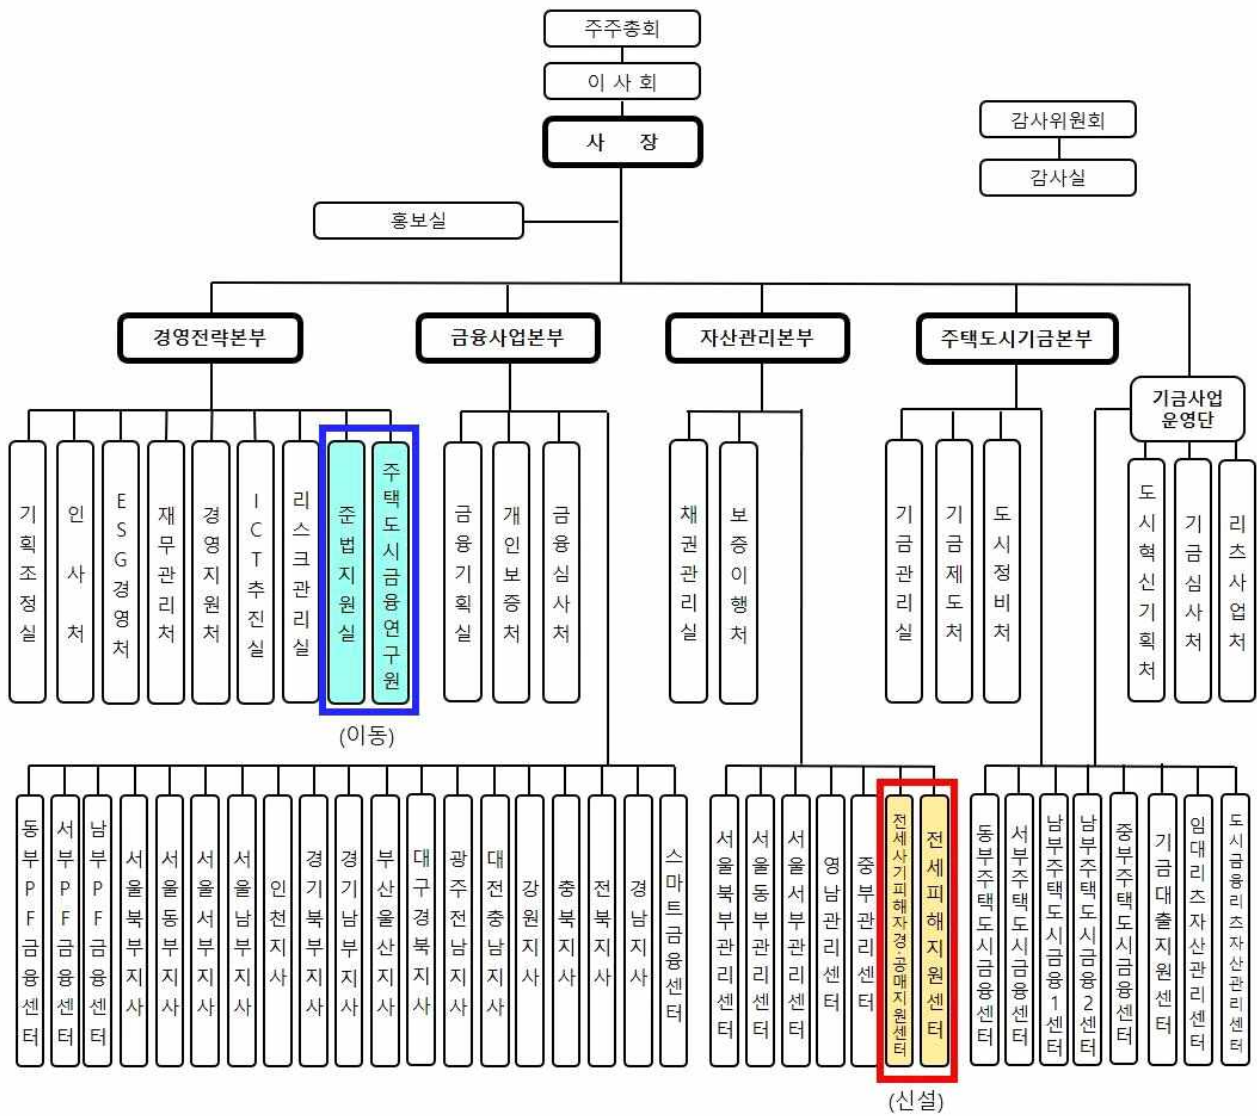 주주총회
이 사 회
사 장
감사위원회
감사실
홍보실
경영전략본부
금융사업본부
자산관리본부
주택도시기금본부
기금사업
운영단
기획조정실
인사처
ESG경영처
재무관리처
경영지원처
ICT추진실
리스크관리실
준법지원실
주택도시금융연구원
(이동)
금융기획실
개인보증처
금융심사처
채권관리실
보증이행처
기금관리실
기금제도처
도시정비처
도시혁신기획처
기금심사처
리츠사업처
동부PF금융센터
서부PF금융센터
남부PF금융센터
서울북부지사
서울동부지사
서울서부지사
서울남부지사
인천지사
경기북부지사
경기남부지사
부산울산지사
대구경북지사
광주전남지사
대전충남지사
강원지사
충북지사
전북지사
경남지사
스마트금융센터
서울북부관리센터
서울동부관리센터
서울서부관리센터
영남관리센터
중부관리센터
전세사기피해자경·공매지원센터
전세피해지원센터
(신설)
동부주택도시금융센터
서부주택도시금융센터
남부주택도시금융1센터
남부주택도시금융2센터
중부주택도시금융센터
기금대출지원센터
임대리츠자산관리센터
도시금융리츠자산관리센터